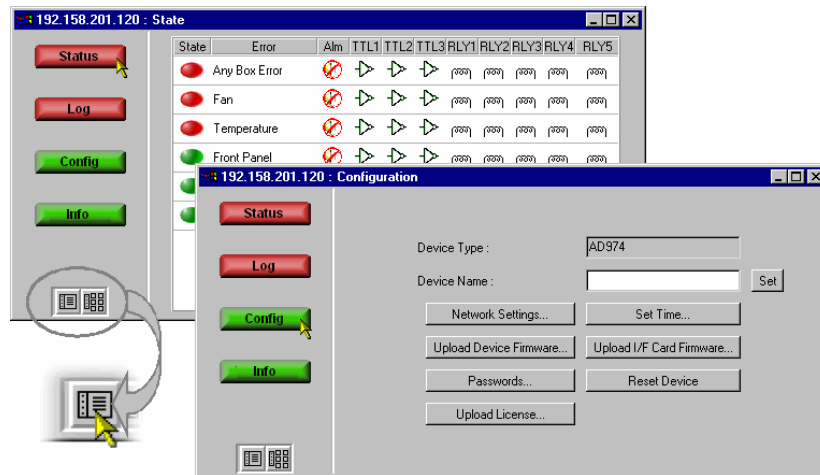 192.158.201.120 : State
Status
Log
Config
Info
State Error Alm TTL1 TTL2 TTL3 RLY1 RLY2 RLY3 RLY4 RLY5
Any Box Error
Fan
Temperature
Front Panel
192.158.201.120 : Configuration
Status
Log
Config
Info
Device Type :
AD974
Device Name :
Set
Network Settings...
Set Time...
Upload Device Firmware...
Upload I/F Card Firmware...
Passwords...
Reset Device
Upload License...